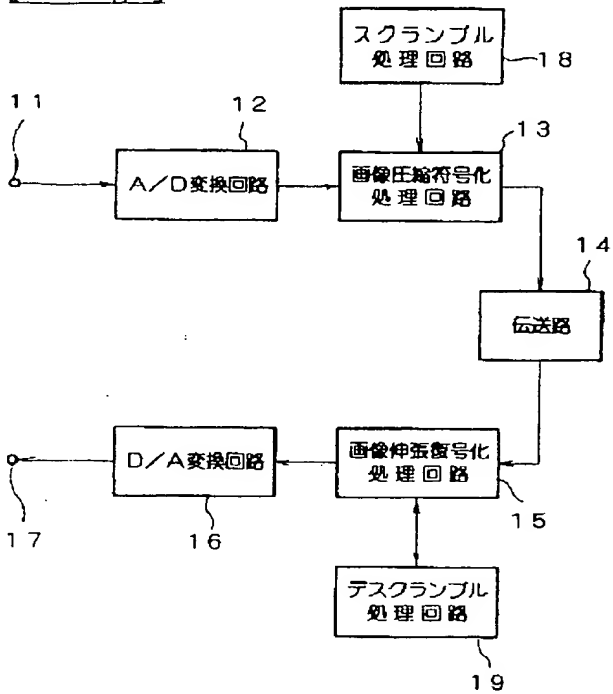 スクランブル
処理回路
18
11
12
13
A/D変換回路
画像圧縮符号化
処理回路
14
伝送路
D/A変換回路
画像伸張復号化
処理回路
17
16
15
デスクランブル
処理回路
19